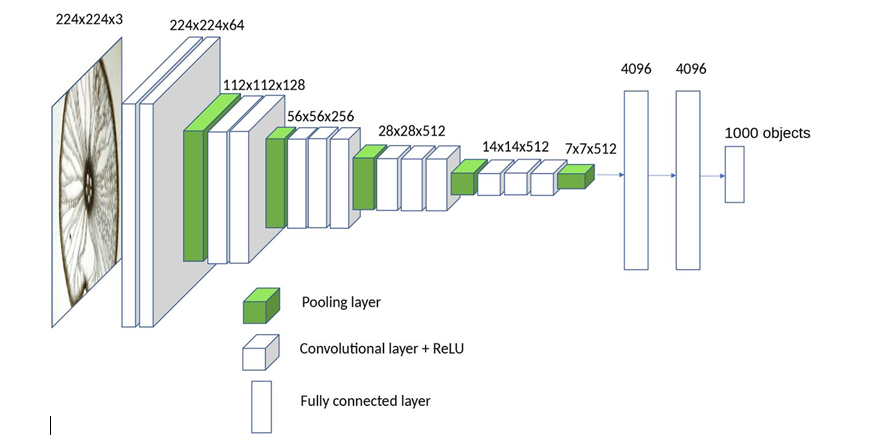 224x224x3
224x224x64
112x112x128
56x56x256
28x28x512
14x14x512
7x7x512
4096
4096
1000 objects
Pooling layer
Convolutional layer + ReLU
Fully connected layer